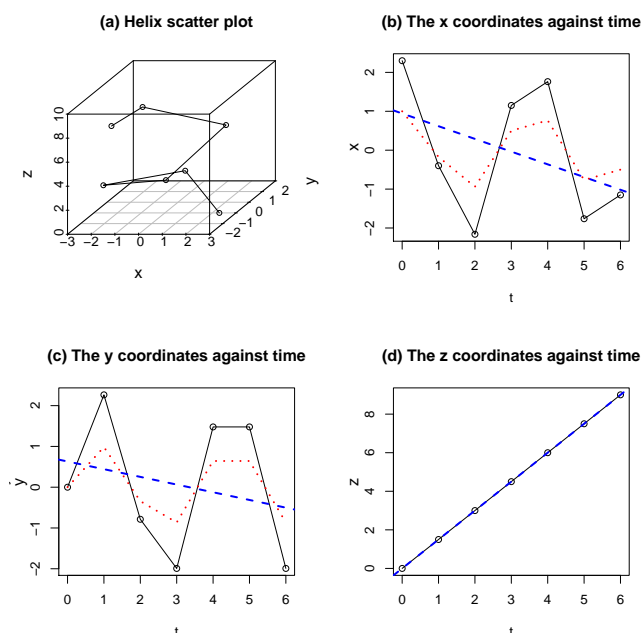 (a) Helix scatter plot
z
0 2 4 6 8 10
−3 −2 −1 0 1 2 3
x
−2 −1 0 1 2
y
(b) The x coordinates against time
x
−2 −1 0 1 2
0 1 2 3 4 5 6
t
(c) The y coordinates against time
y
−2 −1 0 1 2
0 1 2 3 4 5 6
t
(d) The z coordinates against time
z
0 2 4 6 8
0 1 2 3 4 5 6
t